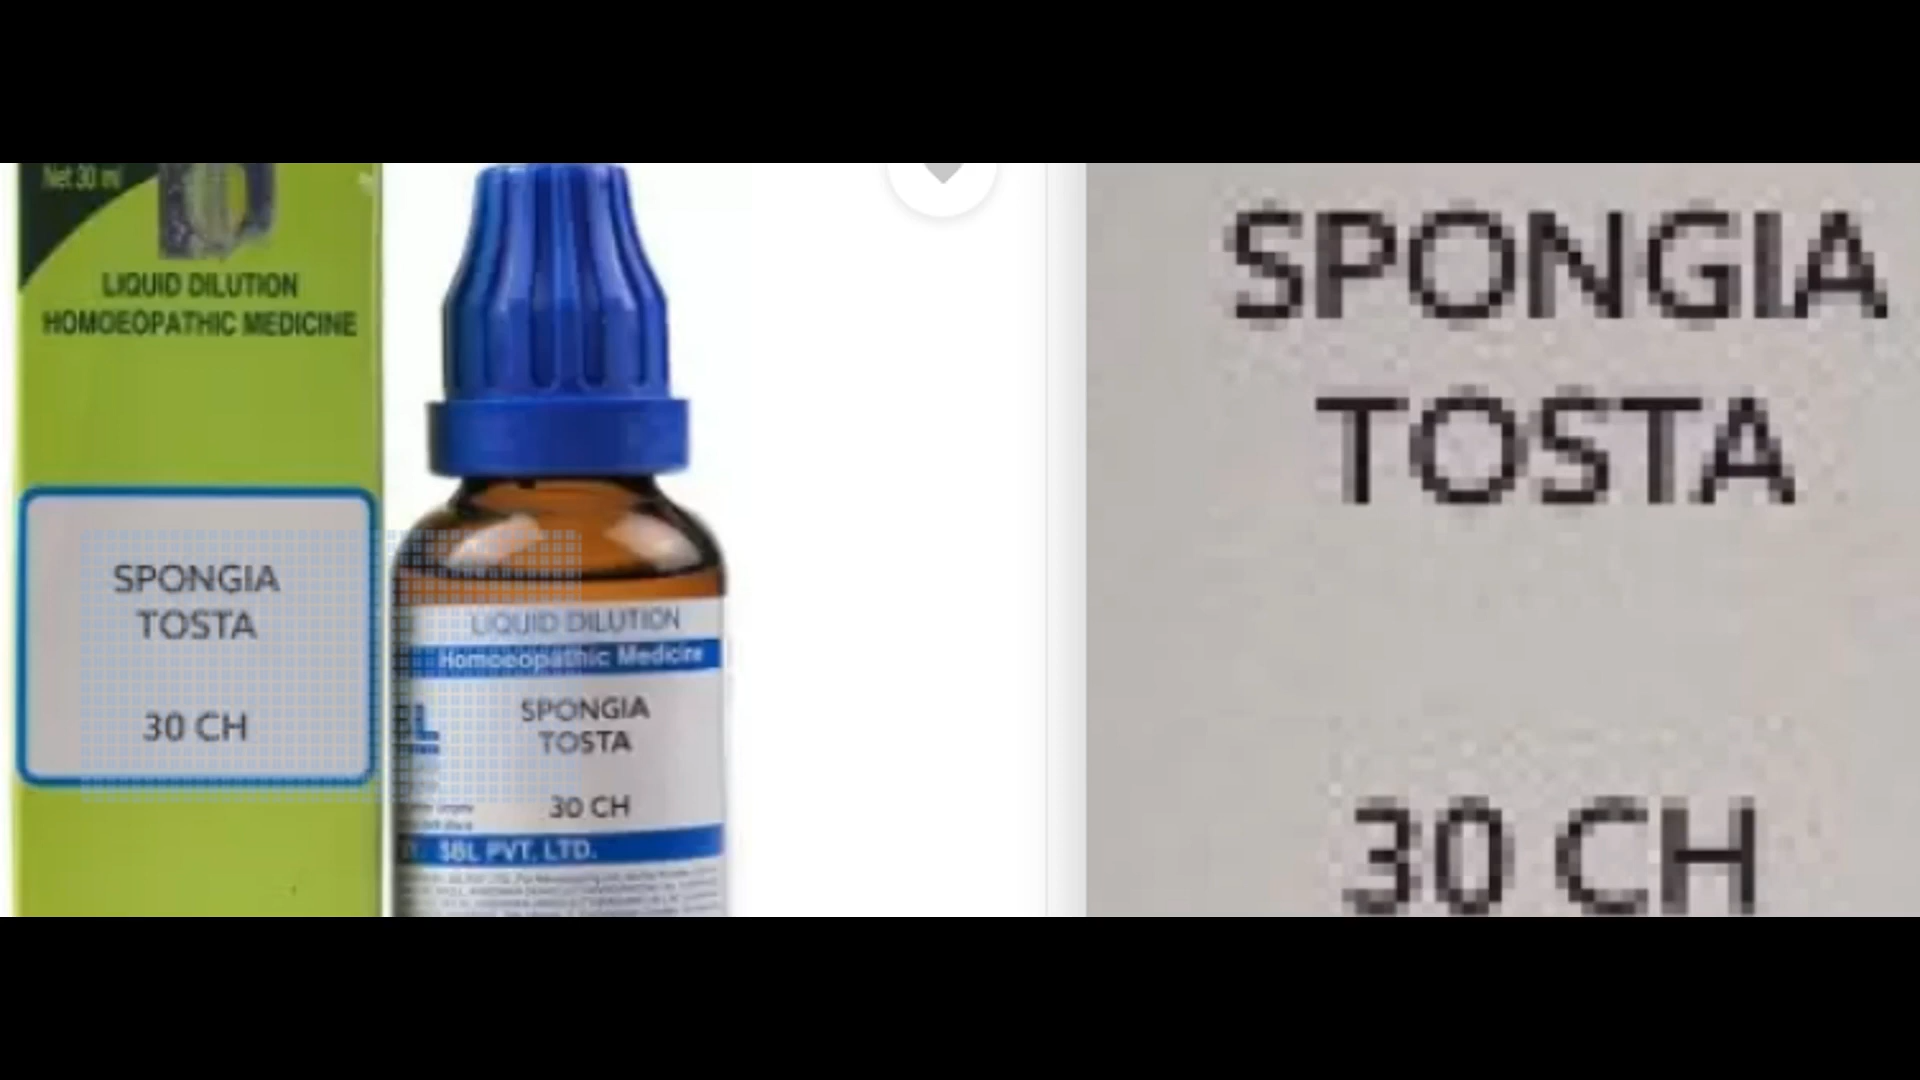 Net 30 ml
LIQUID DILUTION
HOMOEOPATHIC MEDICINE
SPONGIA
TOSTA
30 CH
LIQUID DILUTION
Homoeopathic Medicine
SPONGIA
TOSTA
30 CH
SBL PVT. LTD.
SPONGIA
TOSTA
30 CH